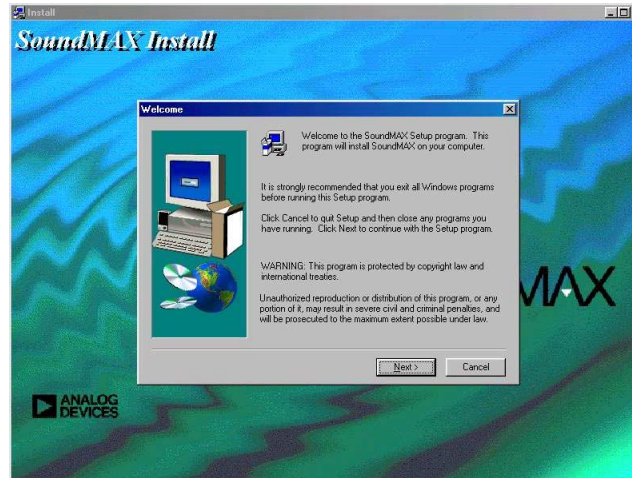 Install
SoundMAX Install
Welcome
Welcome to the SoundMAX Setup program. This
program will install SoundMAX on your computer.
It is strongly recommended that you exit all Windows programs
before running this Setup program.
Click Cancel to quit Setup and then close any programs you
have running. Click Next to continue with the Setup program.
WARNING: This program is protected by copyright law and
international treaties.
Unauthorized reproduction or distribution of this program, or any
portion of it, may result in severe civil and criminal penalties, and
will be prosecuted to the maximum extent possible under law.
MAX
Next >
Cancel
ANALOG
DEVICES